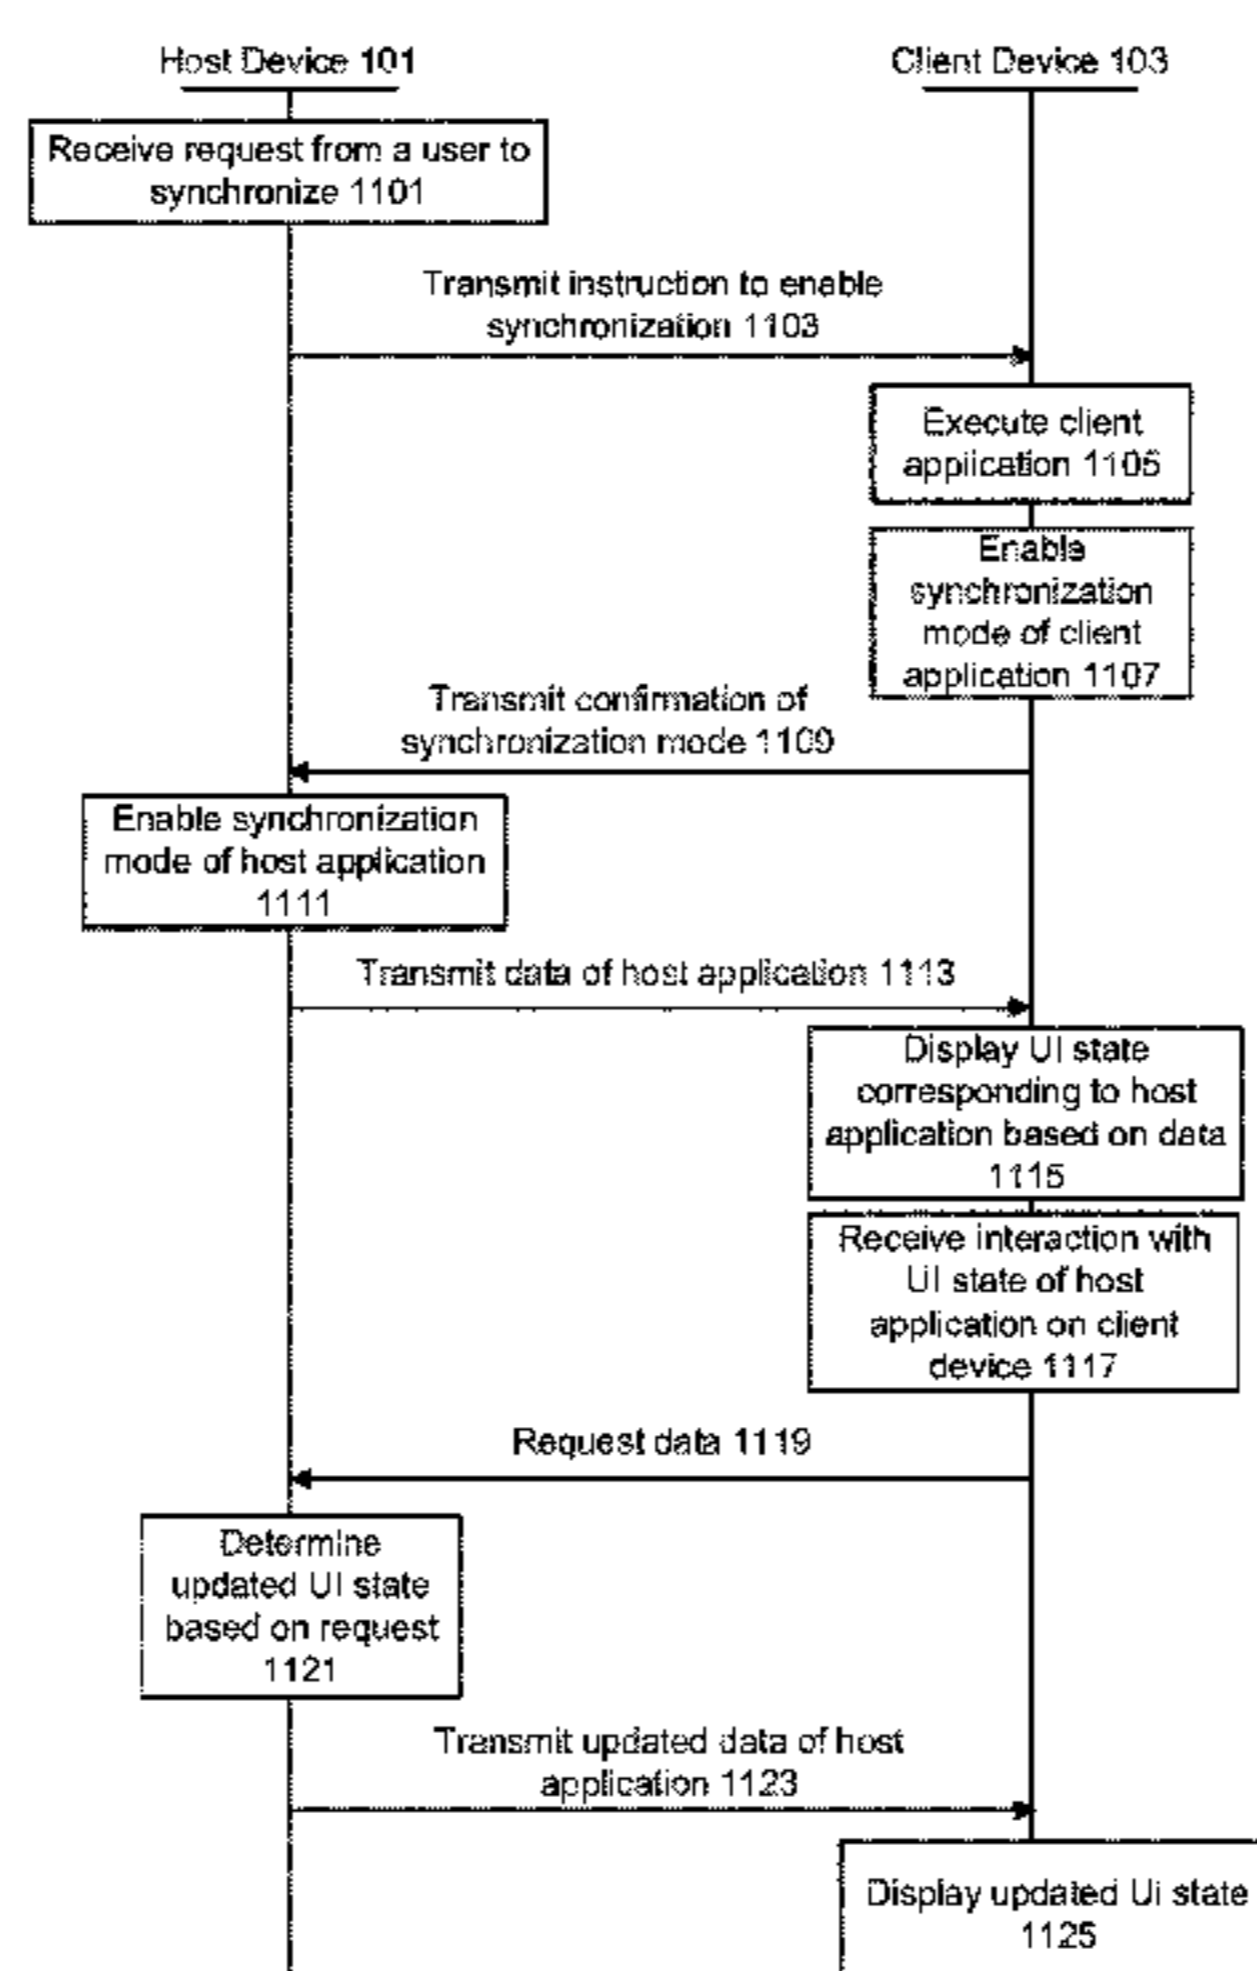 Host Device 101
Client Device 103
Receive request from a user to
synchronize 1101
Transmit instruction to enable
synchronization 1103
Execute client
application 1105
Enable
synchronization
mode of client
application 1107
Transmit confirmation of
synchronization mode 1109
Enable synchronization
mode of host application
1111
Transmit data of host application 1113
Display UI state
corresponding to host
application based on data
1115
Receive interaction with
UI state of host
application on client
device 1117
Request data 1119
Determine
updated UI state
based on request
1121
Transmit updated data of host
application 1123
Display updated Ui state
1125